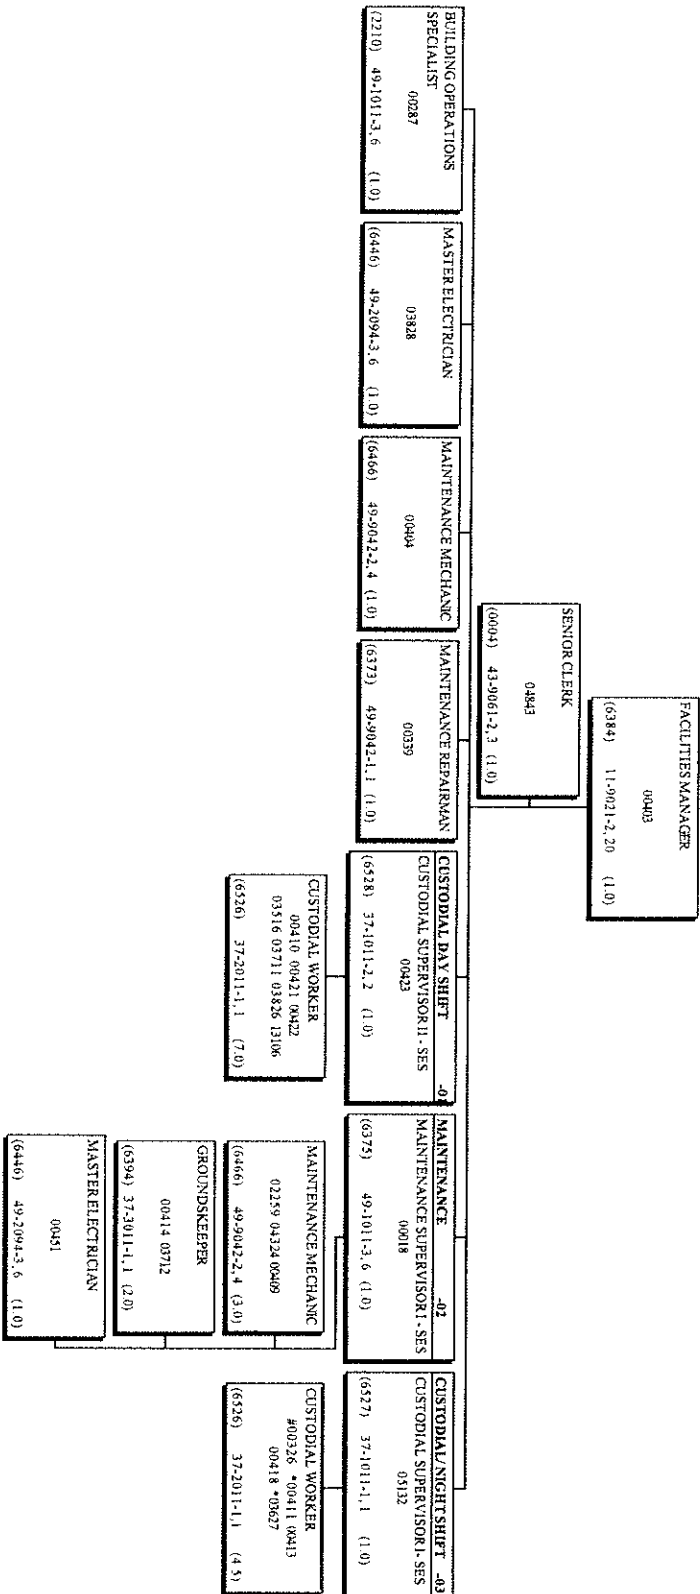 FACILITIES MANAGER
00403
(6384) 11-9021-2, 20 (1.0)
SENIOR CLERK
04843
(0004) 43-9061-2, 3 (1.0)
BUILDING OPERATIONS
SPECIALIST
00287
(2210) 49-1011-3, 6 (1.0)
MASTER ELECTRICIAN
03828
(6446) 49-2094-3, 6 (1.0)
MAINTENANCE MECHANIC
00404
(6466) 49-9042-2, 4 (1.0)
MAINTENANCE REPAIRMAN
00339
(6373) 49-9042-1, 1 (1.0)
CUSTODIAL DAY SHIFT -01
CUSTODIAL SUPERVISOR II - SES
00423
(6528) 37-1011-2, 2 (1.0)
CUSTODIAL WORKER
00410 00421 00422
03516 03711 03826 13106
(6526) 37-2011-1, 1 (7.0)
MAINTENANCE -02
MAINTENANCE SUPERVISOR I - SES
00018
(6375) 49-1011-3, 6 (1.0)
MAINTENANCE MECHANIC
02259 04324 00409
(6466) 49-9042-2, 4 (3.0)
GROUNDSKEEPER
00414 03712
(6394) 37-3011-1, 1 (2.0)
MASTER ELECTRICIAN
00451
(6446) 49-2094-3, 6 (1.0)
CUSTODIAL/NIGHT SHIFT -03
CUSTODIAL SUPERVISOR I - SES
05132
(6527) 37-1011-1, 1 (1.0)
CUSTODIAL WORKER
#00326 *00411 00413
00418 *03627
(6526) 37-2011-1, 1 (4.5)